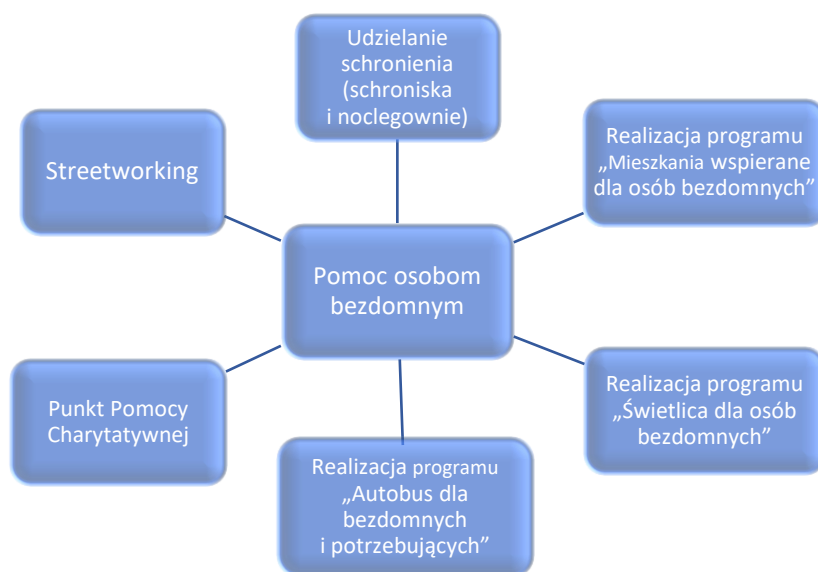 Udzielanie
schronienia
(schroniska
i noclegownie)
Streetworking
Realizacja programu
„Mieszkania wspierane
dla osób bezdomnych”
Pomoc osobom
bezdomnym
Punkt Pomocy
Charytatywnej
Realizacja programu
„Świetlica dla osób
bezdomnych”
Realizacja programu
„Autobus dla
bezdomnych
i potrzebujących”